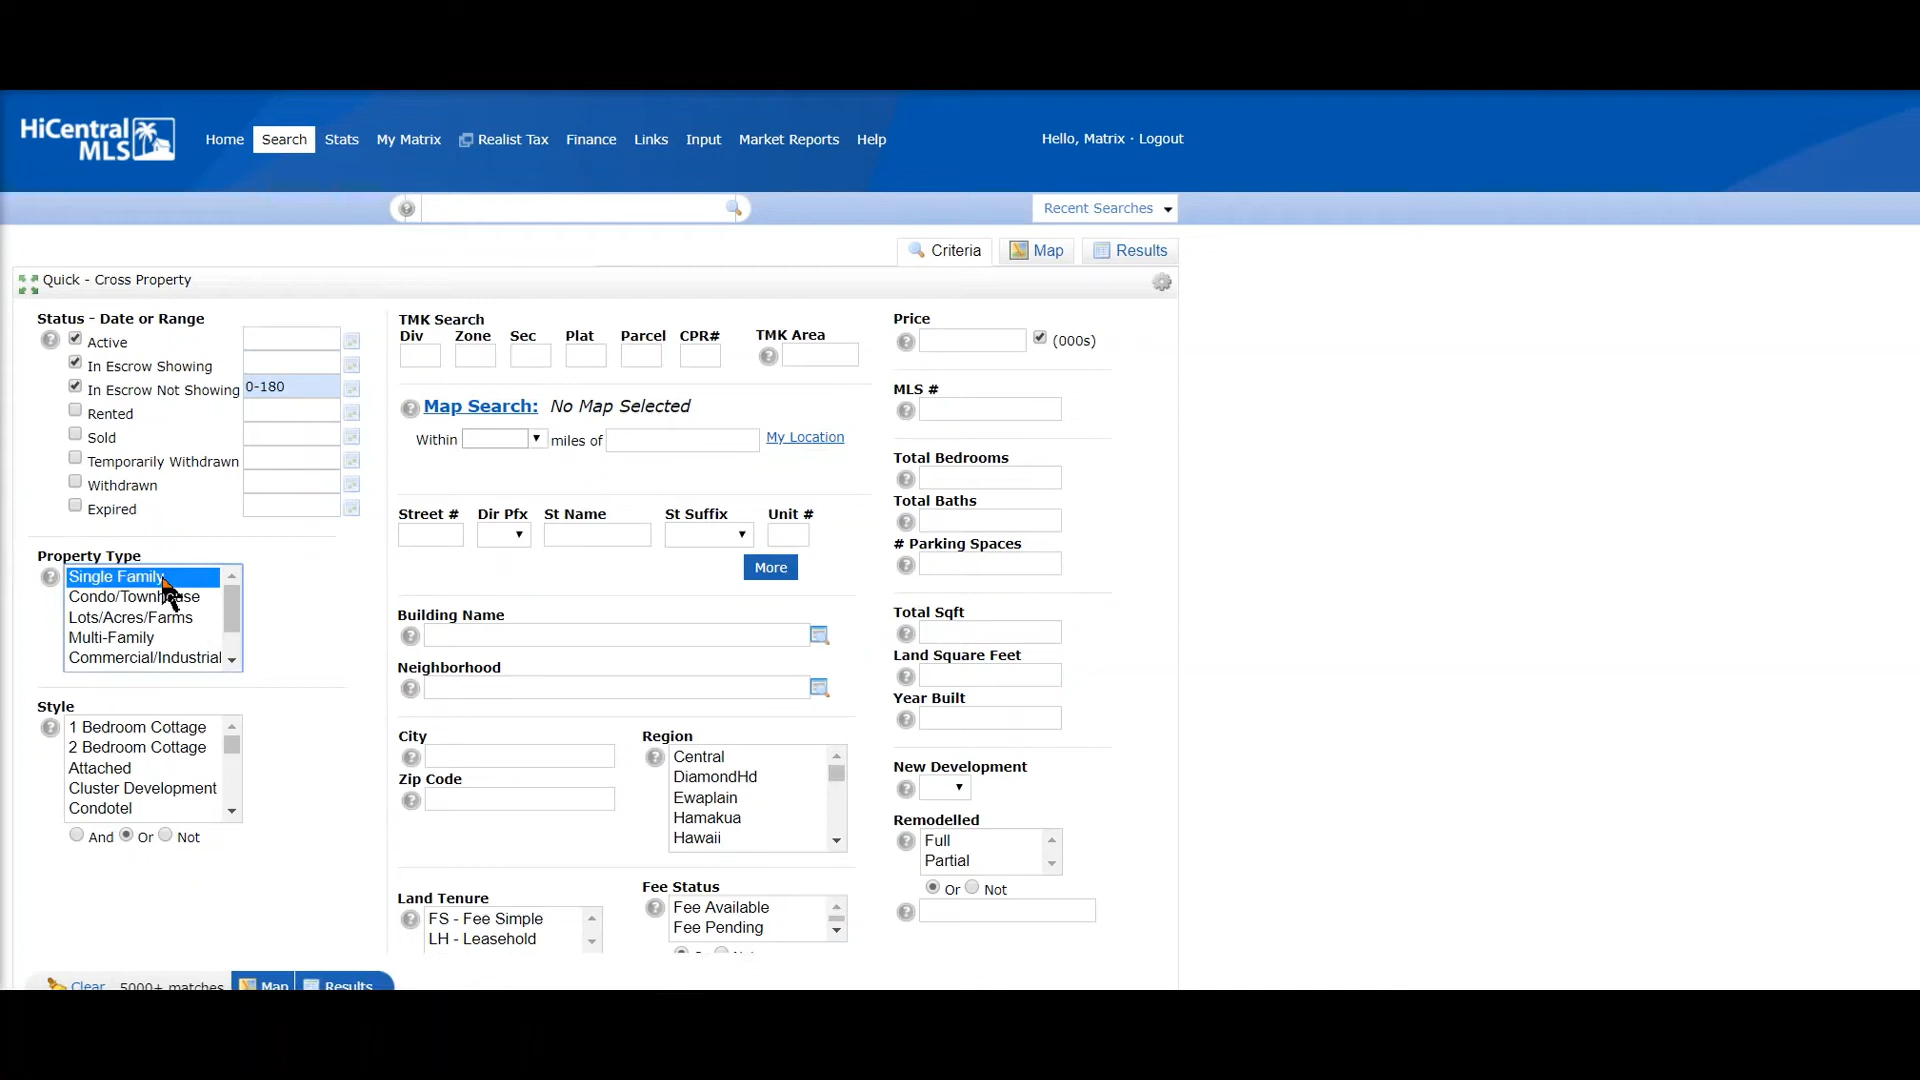 HiCentral MLS
Home Search Stats My Matrix Realist Tax Finance Links Input Market Reports Help
Hello, Matrix · Logout
Recent Searches
Criteria Map Results
Quick - Cross Property
Status - Date or Range
Active
In Escrow Showing
In Escrow Not Showing 0-180
Rented
Sold
Temporarily Withdrawn
Withdrawn
Expired
Property Type
Single Family
Condo/Townhouse
Lots/Acres/Farms
Multi-Family
Commercial/Industrial
Style
1 Bedroom Cottage
2 Bedroom Cottage
Attached
Cluster Development
Condotel
And Or Not
TMK Search
Div Zone Sec Plat Parcel CPR# TMK Area
Map Search: No Map Selected
Within miles of My Location
Street # Dir Pfx St Name St Suffix Unit #
More
Building Name
Neighborhood
City
Zip Code
Region
Central
DiamondHd
Ewaplain
Hamakua
Hawaii
Land Tenure
FS - Fee Simple
LH - Leasehold
Fee Status
Fee Available
Fee Pending
Or Not
Price
(000s)
MLS #
Total Bedrooms
Total Baths
# Parking Spaces
Total Sqft
Land Square Feet
Year Built
New Development
Remodelled
Full
Partial
Or Not
Clear 5000+ matches Map Results